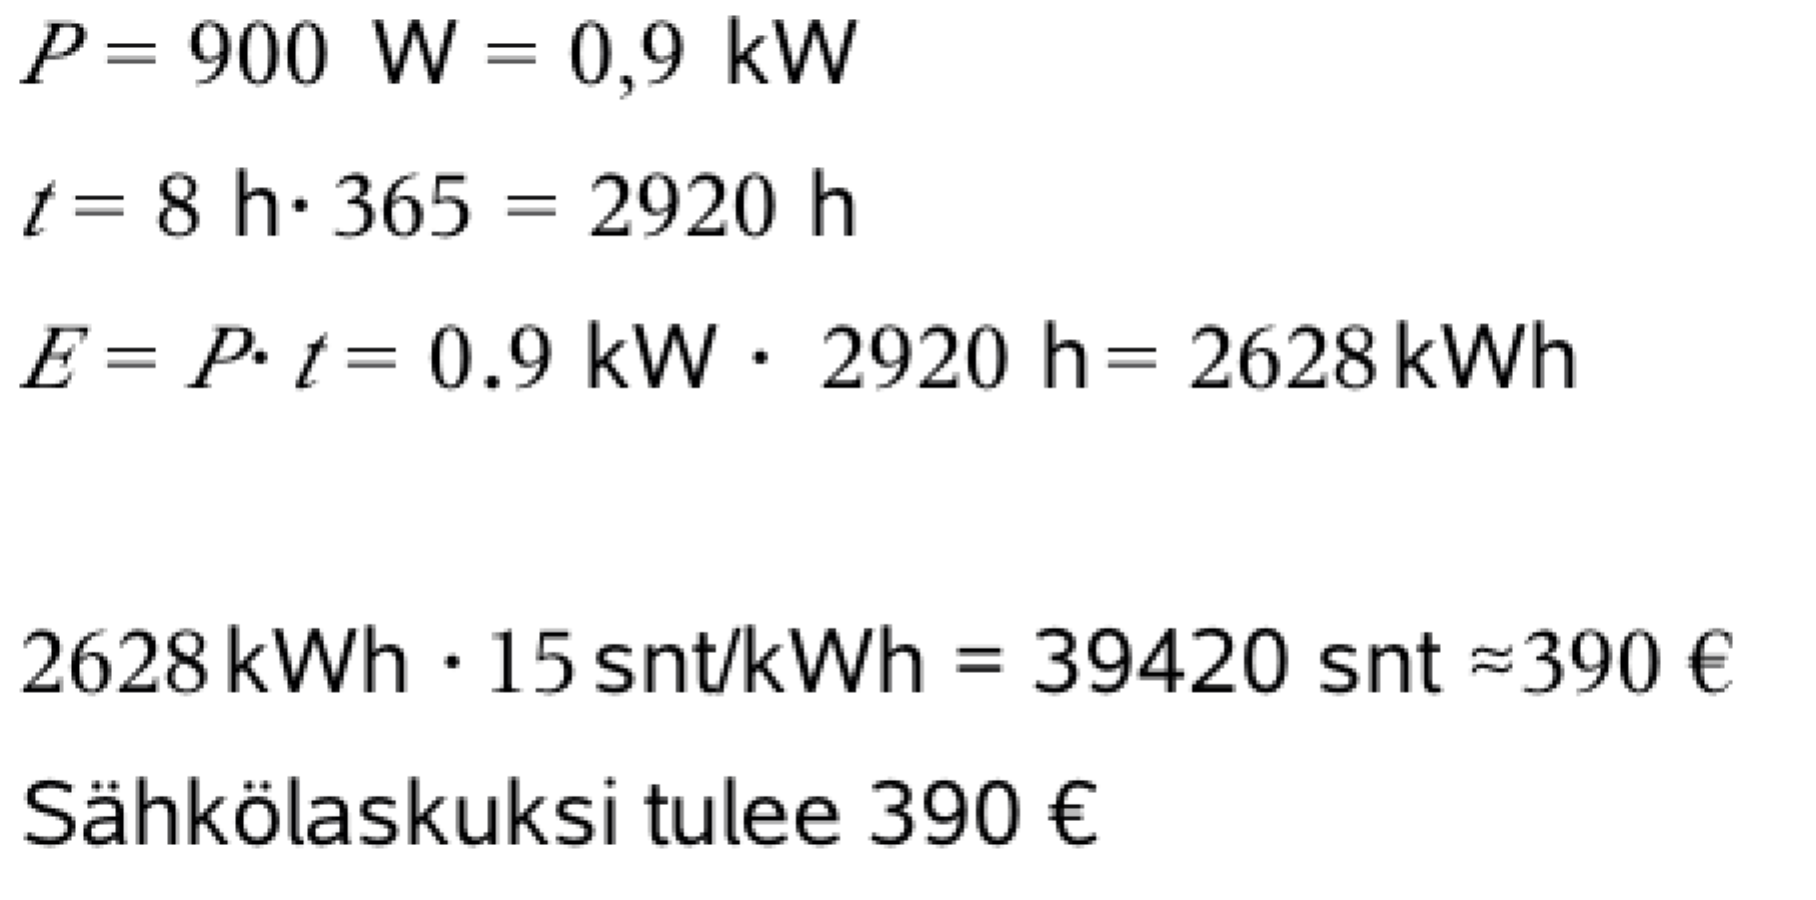 P = 900 W = 0,9 kW
t = 8 h· 365 = 2920 h
E = P· t = 0.9 kW · 2920 h = 2628 kWh
2628 kWh · 15 snt/kWh = 39420 snt ≈390 €
Sähkölaskuksi tulee 390 €